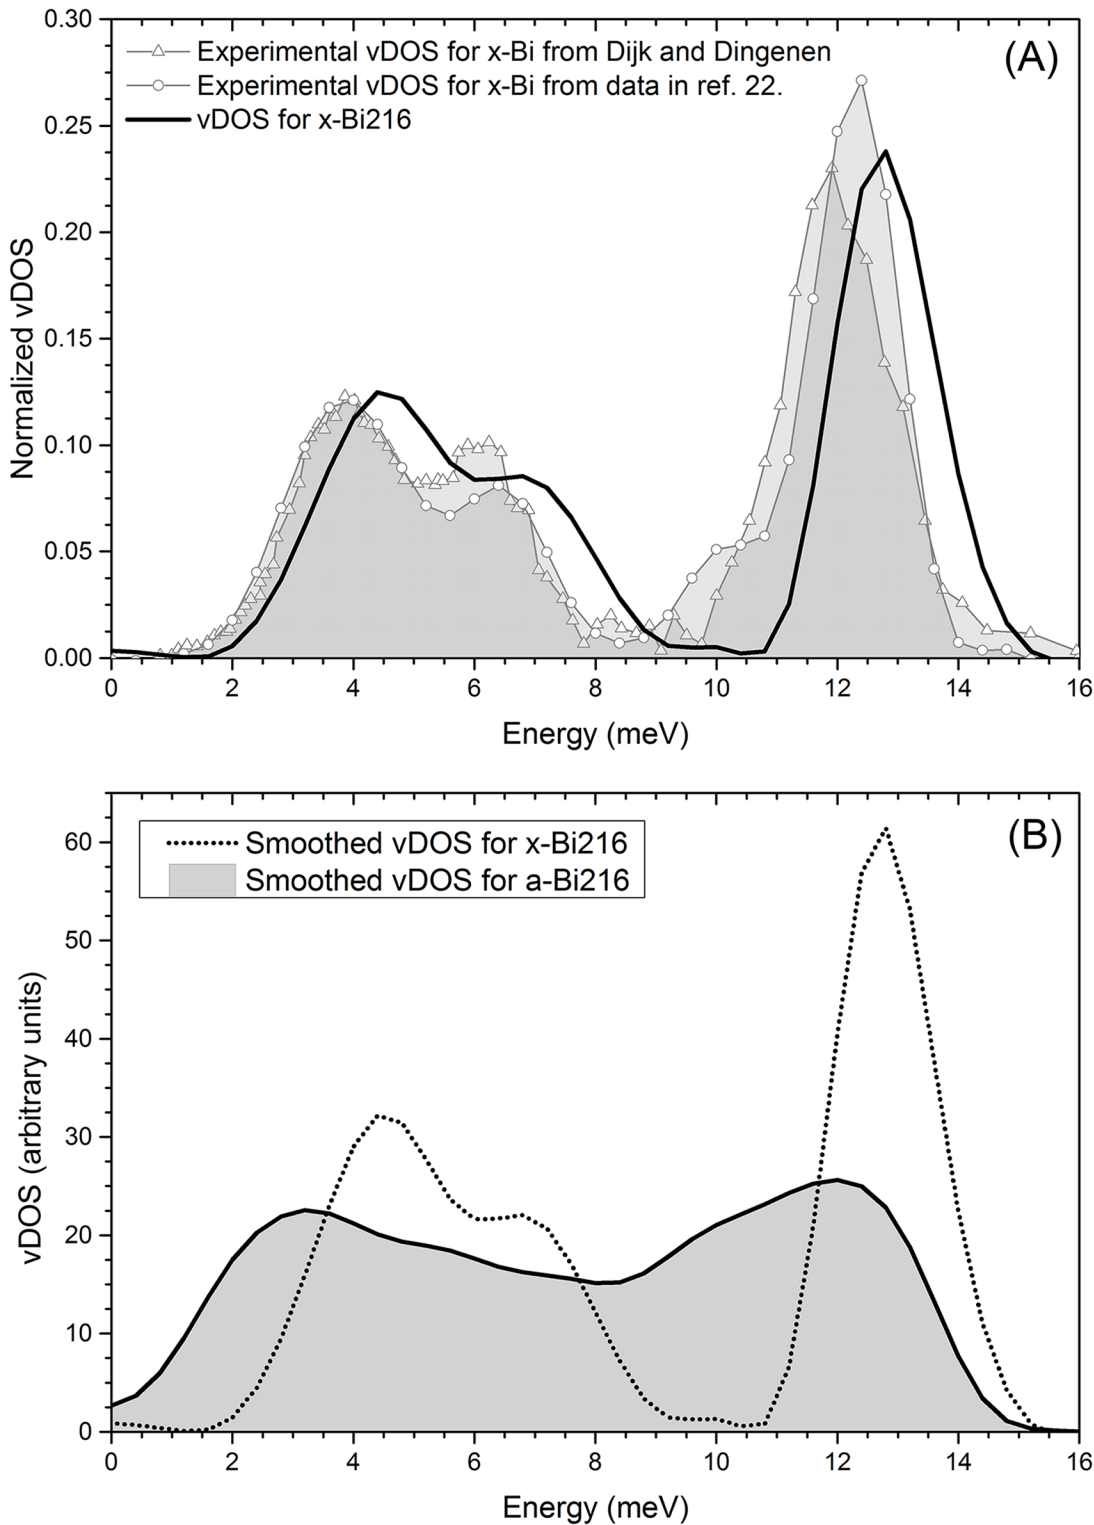 0.30
(A)
Experimental vDOS for x-Bi from Dijk and Dingenen
Experimental vDOS for x-Bi from data in ref. 22.
vDOS for x-Bi216
0.25
0.20
0.15
0.10
0.05
0.00
Normalized vDOS
0 2 4 6 8 10 12 14 16
Energy (meV)
(B)
Smoothed vDOS for x-Bi216
Smoothed vDOS for a-Bi216
60
50
40
30
20
10
0
vDOS (arbitrary units)
0 2 4 6 8 10 12 14 16
Energy (meV)